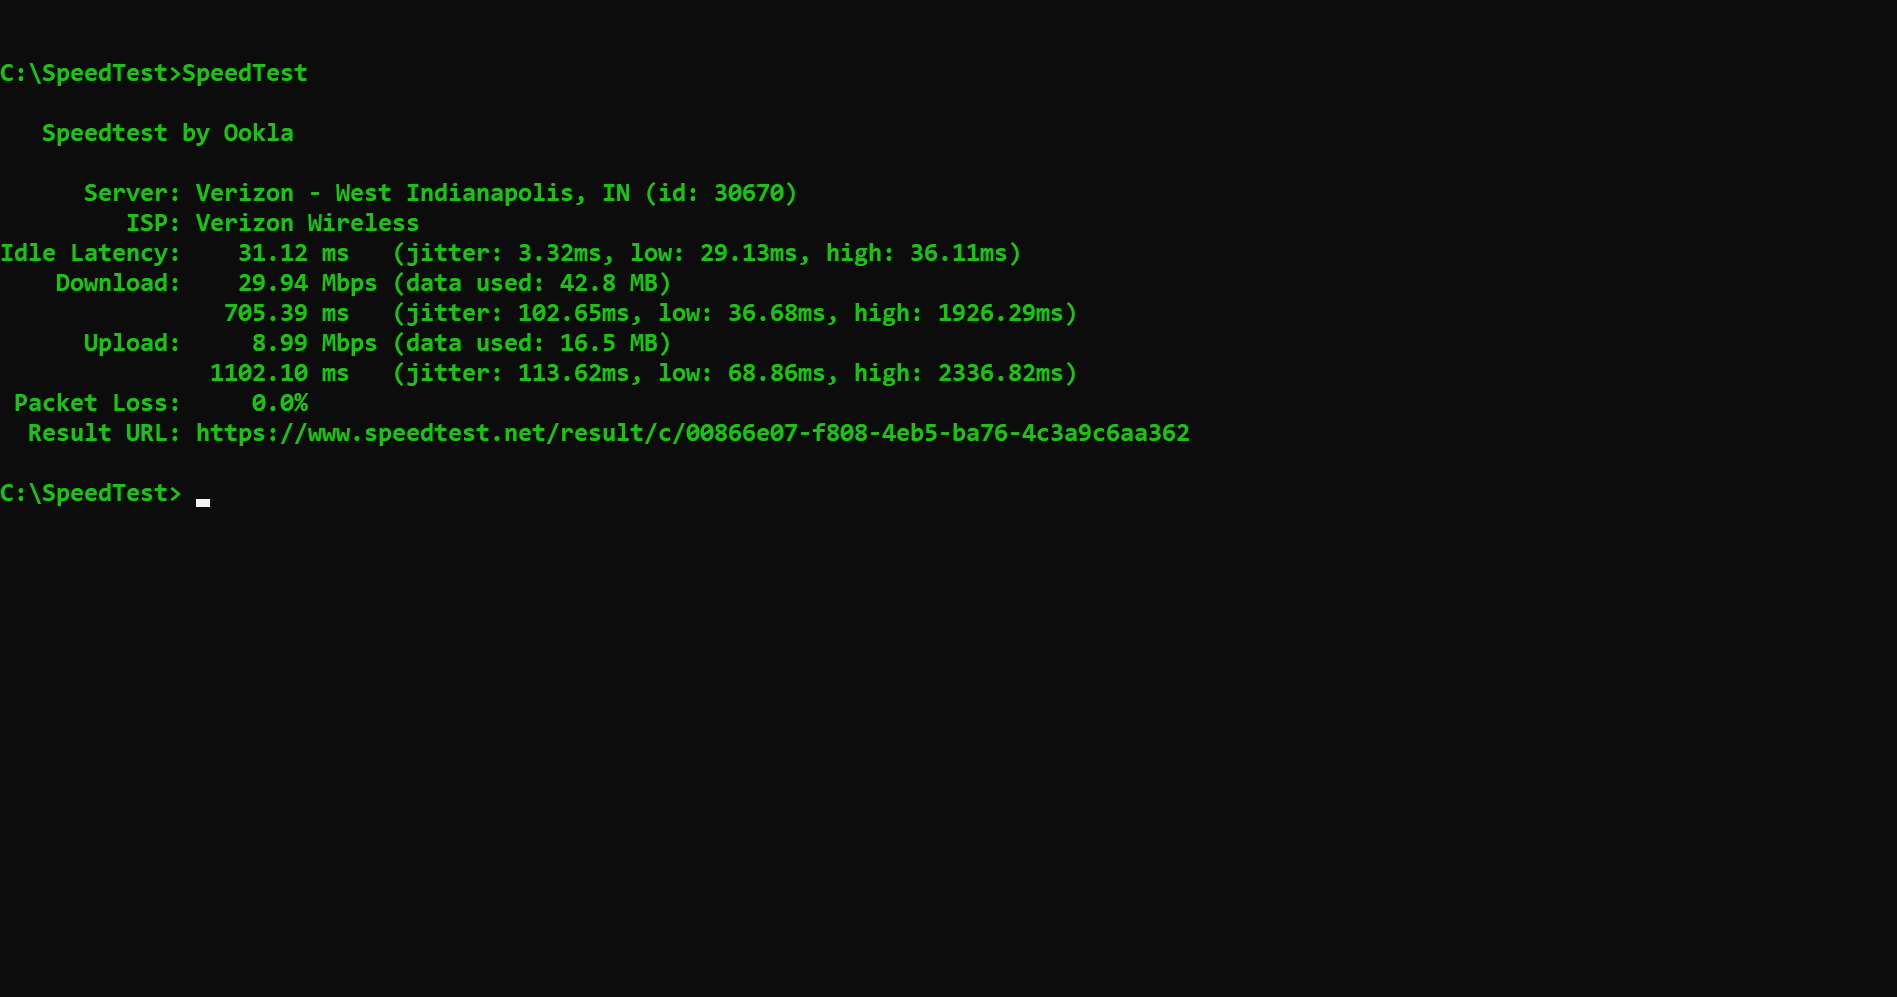 C:\SpeedTest>SpeedTest
Speedtest by Ookla
Server: Verizon - West Indianapolis, IN (id: 30670)
ISP: Verizon Wireless
Idle Latency: 31.12 ms (jitter: 3.32ms, low: 29.13ms, high: 36.11ms)
Download: 29.94 Mbps (data used: 42.8 MB)
705.39 ms (jitter: 102.65ms, low: 36.68ms, high: 1926.29ms)
Upload: 8.99 Mbps (data used: 16.5 MB)
1102.10 ms (jitter: 113.62ms, low: 68.86ms, high: 2336.82ms)
Packet Loss: 0.0%
Result URL: https://www.speedtest.net/result/c/00866e07-f808-4eb5-ba76-4c3a9c6aa362
C:\SpeedTest>